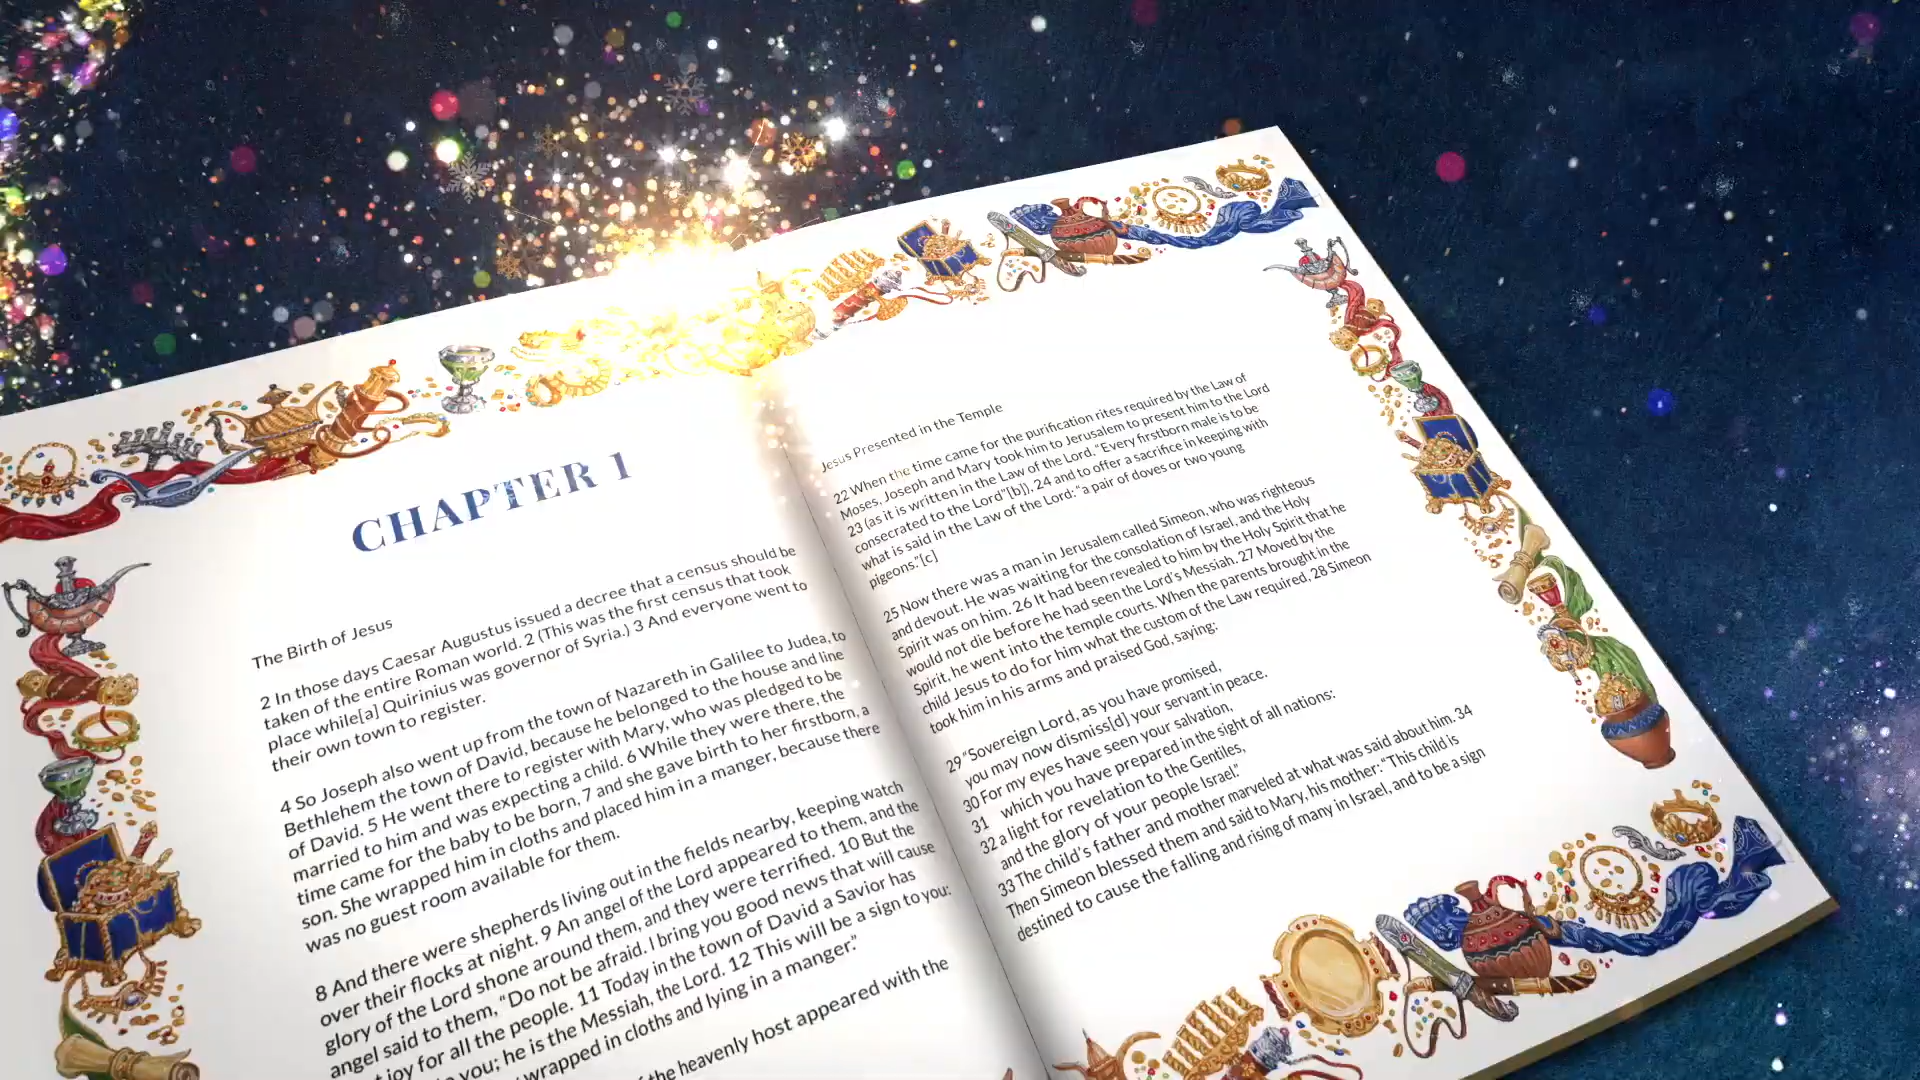 CHAPTER 1
The Birth of Jesus
2 In those days Caesar Augustus issued a decree that a census should be
taken of the entire Roman world. 2 (This was the first census that took
place while[a] Quirinius was governor of Syria.) 3 And everyone went to
their own town to register.
4 So Joseph also went up from the town of Nazareth in Galilee to Judea, to
Bethlehem the town of David, because he belonged to the house and line
of David. 5 He went there to register with Mary, who was pledged to be
married to him and was expecting a child. 6 While they were there, the
time came for the baby to be born, 7 and she gave birth to her firstborn, a
son. She wrapped him in cloths and placed him in a manger, because there
was no guest room available for them.
8 And there were shepherds living out in the fields nearby, keeping watch
over their flocks at night. 9 An angel of the Lord appeared to them, and the
glory of the Lord shone around them, and they were terrified. 10 But the
angel said to them, “Do not be afraid. I bring you good news that will cause
t joy for all the people. 11 Today in the town of David a Savior has
you; he is the Messiah, the Lord. 12 This will be a sign to you:
wrapped in cloths and lying in a manger.”
the heavenly host appeared with the
Jesus Presented in the Temple
22 When the time came for the purification rites required by the Law of
Moses, Joseph and Mary took him to Jerusalem to present him to the Lord
23 (as it is written in the Law of the Lord, “Every firstborn male is to be
consecrated to the Lord”[b]), 24 and to offer a sacrifice in keeping with
what is said in the Law of the Lord: “a pair of doves or two young
pigeons.”[c]
25 Now there was a man in Jerusalem called Simeon, who was righteous
and devout. He was waiting for the consolation of Israel, and the Holy
Spirit was on him. 26 It had been revealed to him by the Holy Spirit that he
would not die before he had seen the Lord’s Messiah. 27 Moved by the
Spirit, he went into the temple courts. When the parents brought in the
child Jesus to do for him what the custom of the Law required, 28 Simeon
took him in his arms and praised God, saying:
29 “Sovereign Lord, as you have promised,
you may now dismiss[d] your servant in peace.
30 For my eyes have seen your salvation,
31 which you have prepared in the sight of all nations:
32 a light for revelation to the Gentiles,
and the glory of your people Israel.”
33 The child’s father and mother marveled at what was said about him. 34
Then Simeon blessed them and said to Mary, his mother: “This child is
destined to cause the falling and rising of many in Israel, and to be a sign